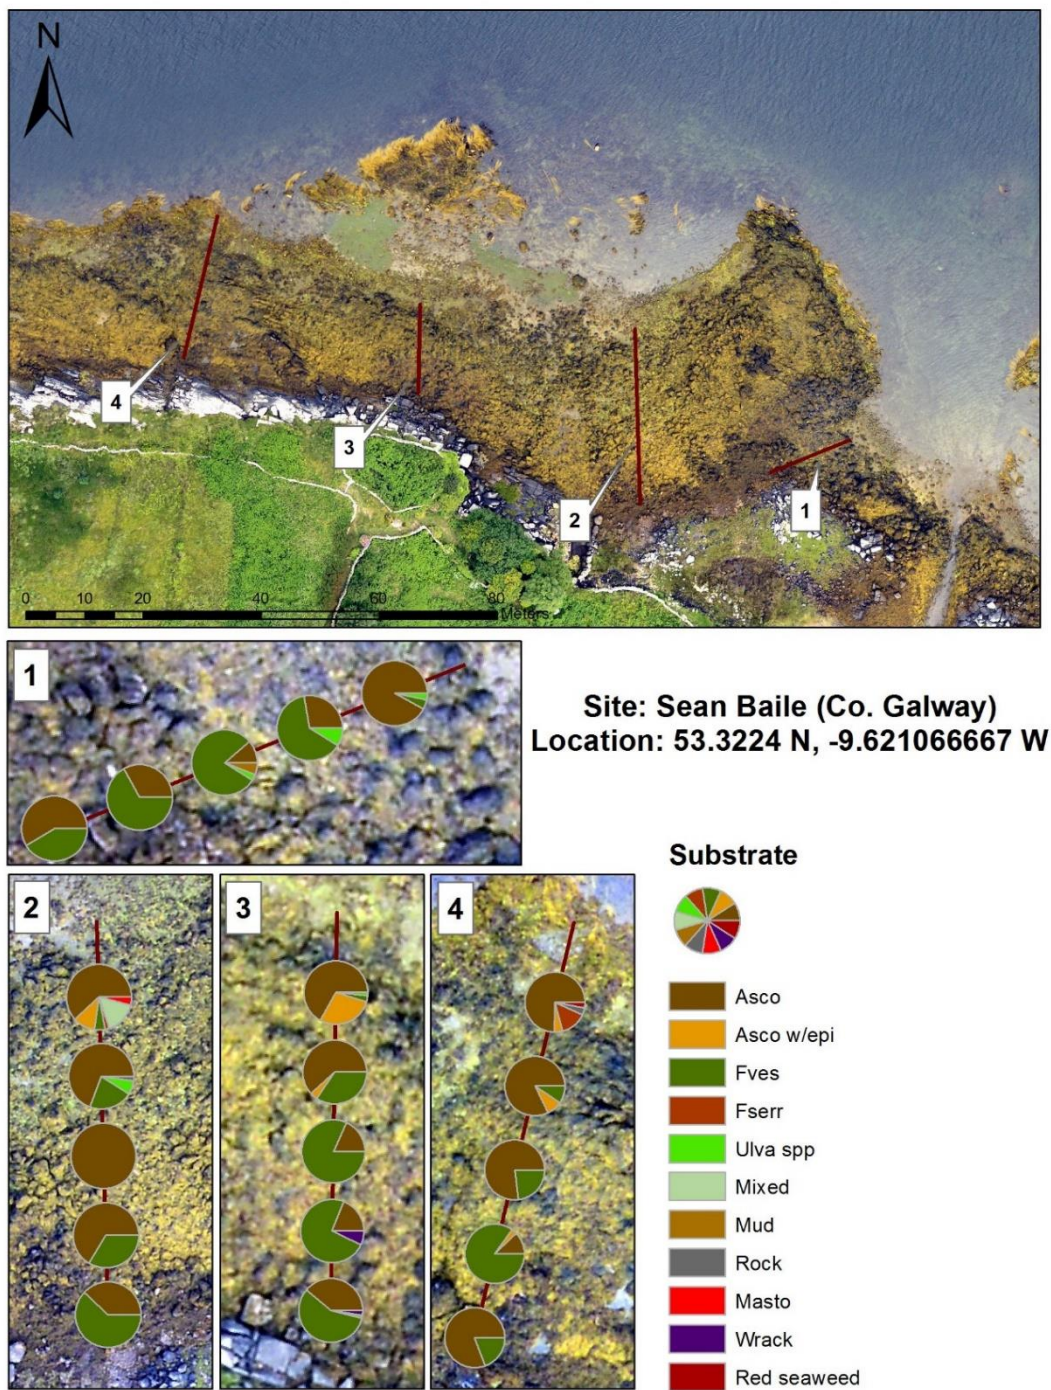 N
4
3
2
1
0 10 20 40 60 80
Meters
1
Site: Sean Baile (Co. Galway)
Location: 53.3224 N, -9.621066667 W
2
3
4
Substrate
Asco
Asco w/epi
Fves
Fserr
Ulva spp
Mixed
Mud
Rock
Masto
Wrack
Red seaweed